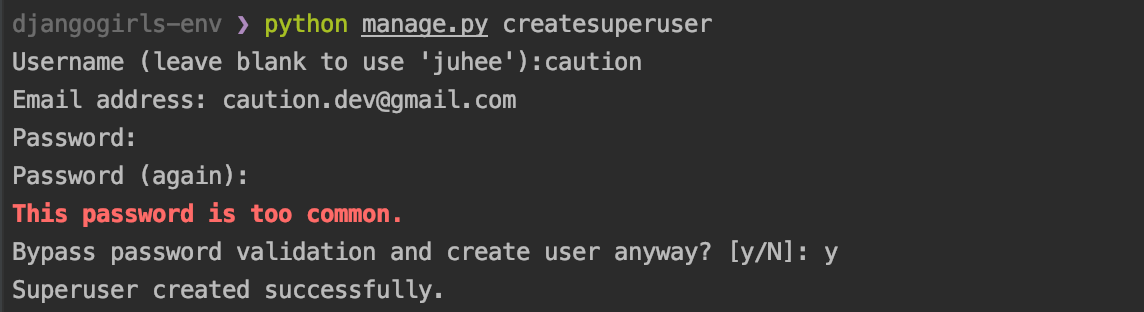 djangogirls-env ❯ python manage.py createsuperuser
Username (leave blank to use 'juhee'):caution
Email address: caution.dev@gmail.com
Password:
Password (again):
This password is too common.
Bypass password validation and create user anyway? [y/N]: y
Superuser created successfully.